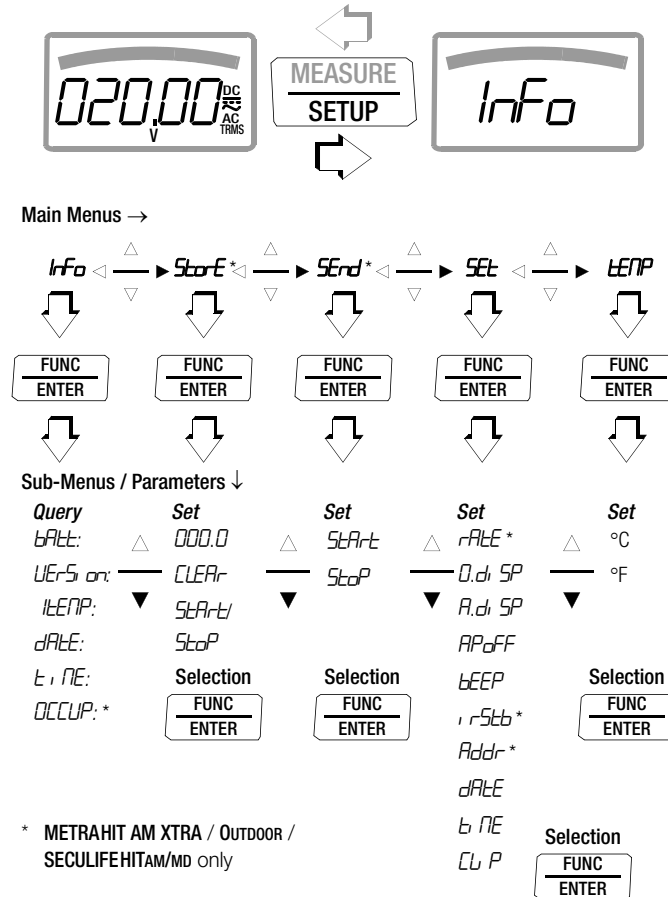 020.00 DC AC TRMS V
MEASURE
SETUP
InFo
Main Menus →
InFo StorE * SEnd * SEt tEMP
FUNC FUNC FUNC FUNC FUNC
ENTER ENTER ENTER ENTER ENTER
Sub-Menus / Parameters ↓
Query Set Set Set Set
bAtt: 000.0 StArt rAtE * °C
VErSion: CLEAr StoP 0.diSP °F
ItEMP: StArt/ A.diSP
dAtE: StoP APoFF
tiME: Selection Selection bEEP Selection
OCCUP: * FUNC FUNC irStb * FUNC
ENTER ENTER Addr * ENTER
dAtE
* METRAHIT AM XTRA / OUTDOOR / tiME Selection
SECULIFEHITAM/MD only CLiP FUNC
ENTER